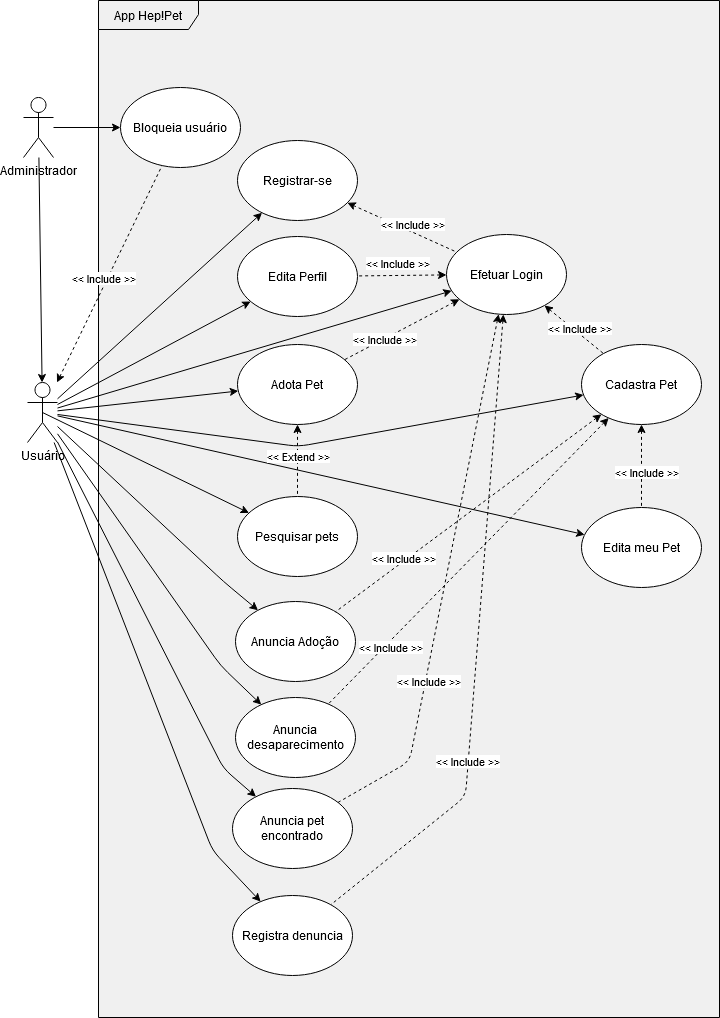 App Hep!Pet
Bloqueia usuário
Administrador
Registrar-se
<< Include >>
<< Include >>
Edita Perfil
Efetuar Login
<< Include >>
<< Include >>
<< Include >>
Adota Pet
Cadastra Pet
Usuário
<< Extend >>
<< Include >>
Pesquisar pets
Edita meu Pet
<< Include >>
Anuncia Adoção
<< Include >>
<< Include >>
Anuncia
desaparecimento
<< Include >>
Anuncia pet
encontrado
Registra denuncia